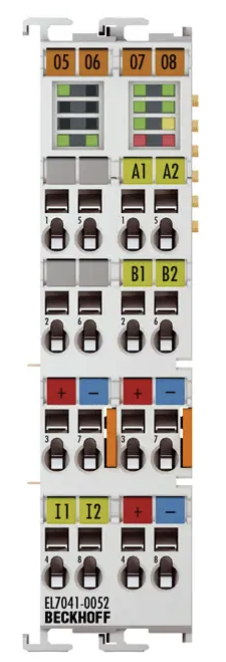 05 06 07 08
A1 A2
1 5 1 5
B1 B2
2 6 2 6
+ − + −
3 7 3 7
I1 I2 + −
4 8 4 8
EL7041-0052
BECKHOFF